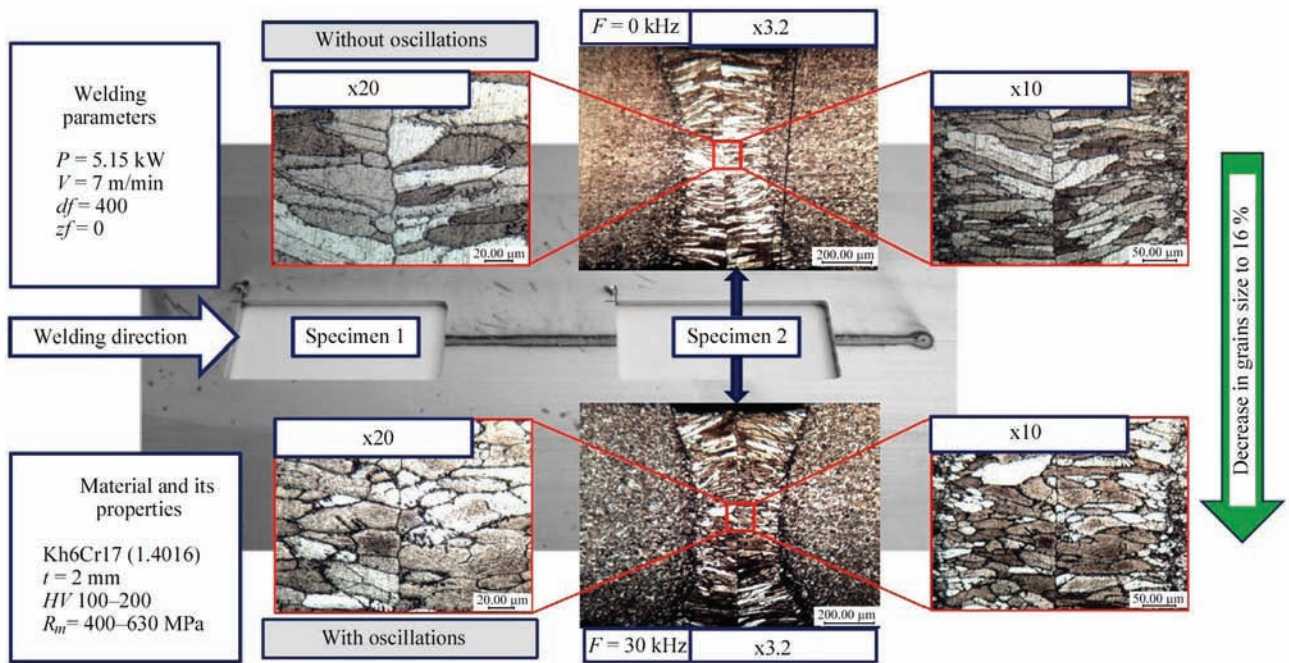 Without oscillations
F = 0 kHz
x3.2
Welding
parameters
P = 5.15 kW
V = 7 m/min
df = 400
zf = 0
x20
20.00 µm
200.00 µm
x10
50.00 µm
Welding direction
Specimen 1
Specimen 2
Decrease in grains size to 16 %
Material and its
properties
Kh6Cr17 (1.4016)
t = 2 mm
HV 100–200
Rm= 400–630 MPa
x20
20.00 µm
With oscillations
200.00 µm
F = 30 kHz
x3.2
x10
50.00 µm